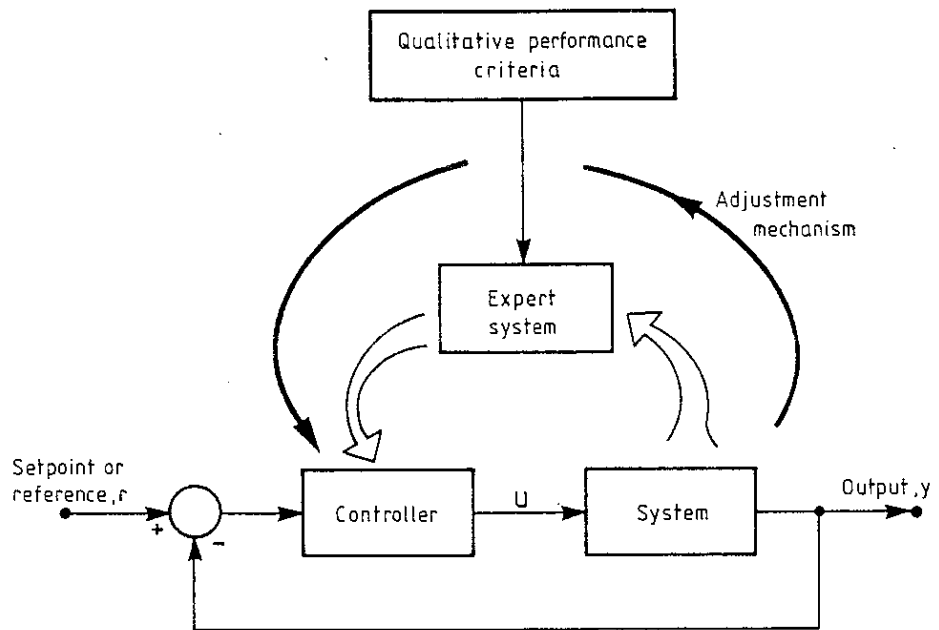 Qualitative performance
criteria
Adjustment
mechanism
Expert
system
Setpoint or
reference, r
+
-
Controller
U
System
Output, y